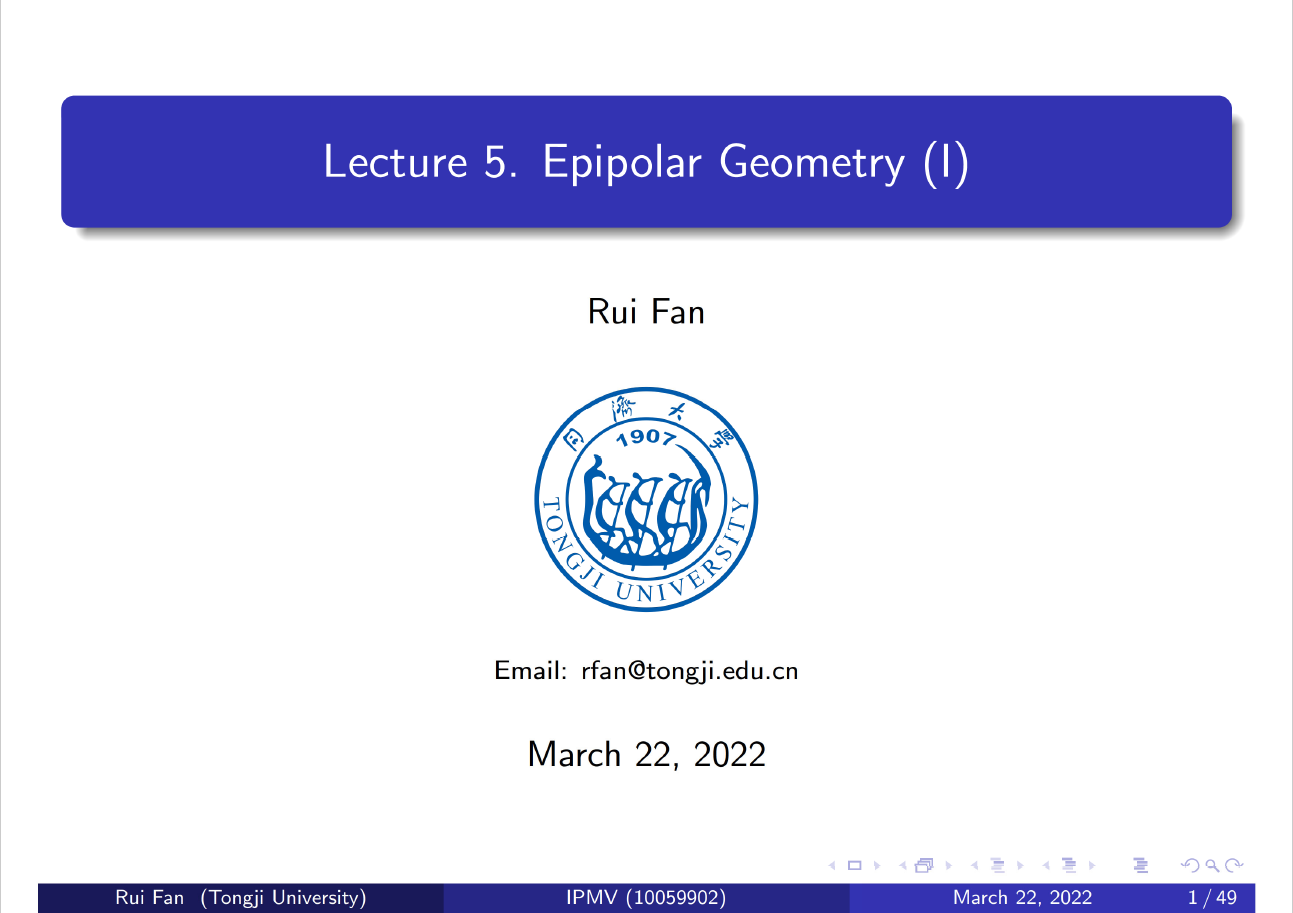 Lecture 5. Epipolar Geometry (I)
Rui Fan
同濟大學
1907
TONGJI UNIVERSITY
Email: rfan@tongji.edu.cn
March 22, 2022
Rui Fan (Tongji University) IPMV (10059902) March 22, 2022 1 / 49